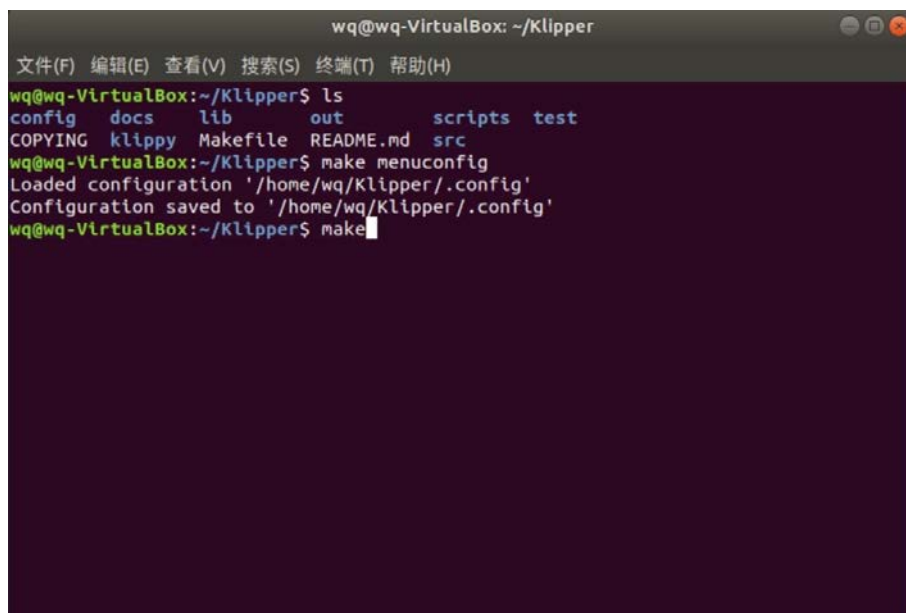 wq@wq-VirtualBox: ~/Klipper
文件(F) 编辑(E) 查看(V) 搜索(S) 终端(T) 帮助(H)
wq@wq-VirtualBox:~/Klipper$ ls
config docs lib out scripts test
COPYING klippy Makefile README.md src
wq@wq-VirtualBox:~/Klipper$ make menuconfig
Loaded configuration '/home/wq/Klipper/.config'
Configuration saved to '/home/wq/Klipper/.config'
wq@wq-VirtualBox:~/Klipper$ make